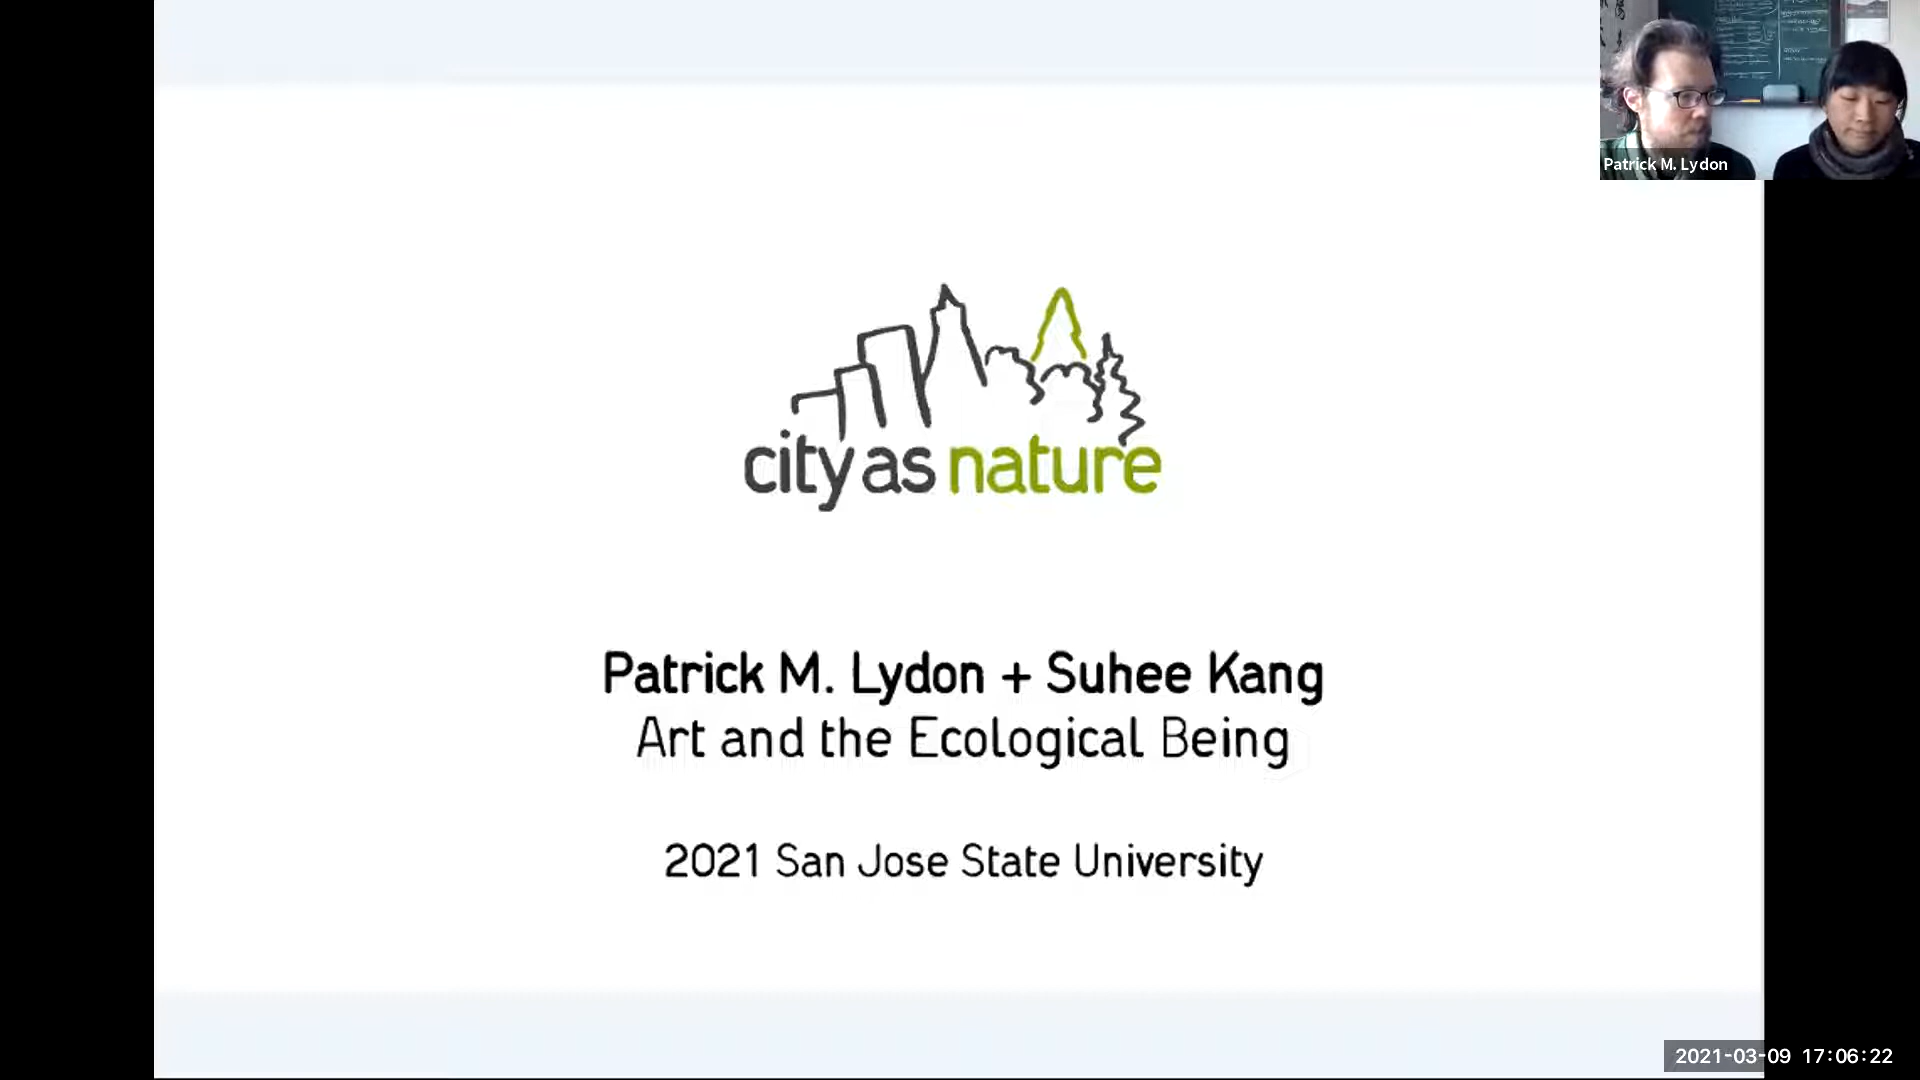 Patrick M. Lydon
city as nature
Patrick M. Lydon + Suhee Kang
Art and the Ecological Being
2021 San Jose State University
2021-03-09 17:06:22